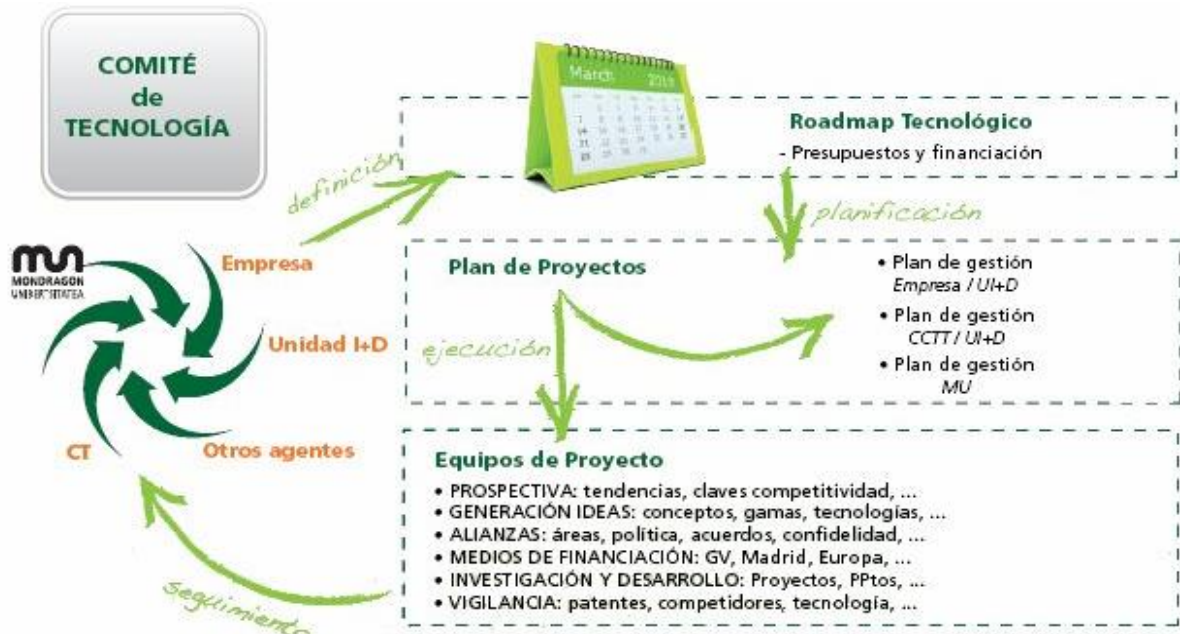 COMITÉ
de
TECNOLOGÍA
March
definición
Roadmap Tecnológico
- Presupuestos y financiación
planificación
mun
MONDRAGON
UNIBERTSITATEA
Empresa
Unidad I+D
Otros agentes
CT
Plan de Proyectos
• Plan de gestión
Empresa / UI+D
• Plan de gestión
CCTT / UI+D
• Plan de gestión
MU
ejecución
Equipos de Proyecto
• PROSPECTIVA: tendencias, claves competitividad, ...
• GENERACIÓN IDEAS: conceptos, gamas, tecnologías, ...
• ALIANZAS: áreas, política, acuerdos, confidelidad, ...
• MEDIOS DE FINANCIACIÓN: GV, Madrid, Europa, ...
• INVESTIGACIÓN Y DESARROLLO: Proyectos, PPtos, ...
• VIGILANCIA: patentes, competidores, tecnología, ...
seguimiento